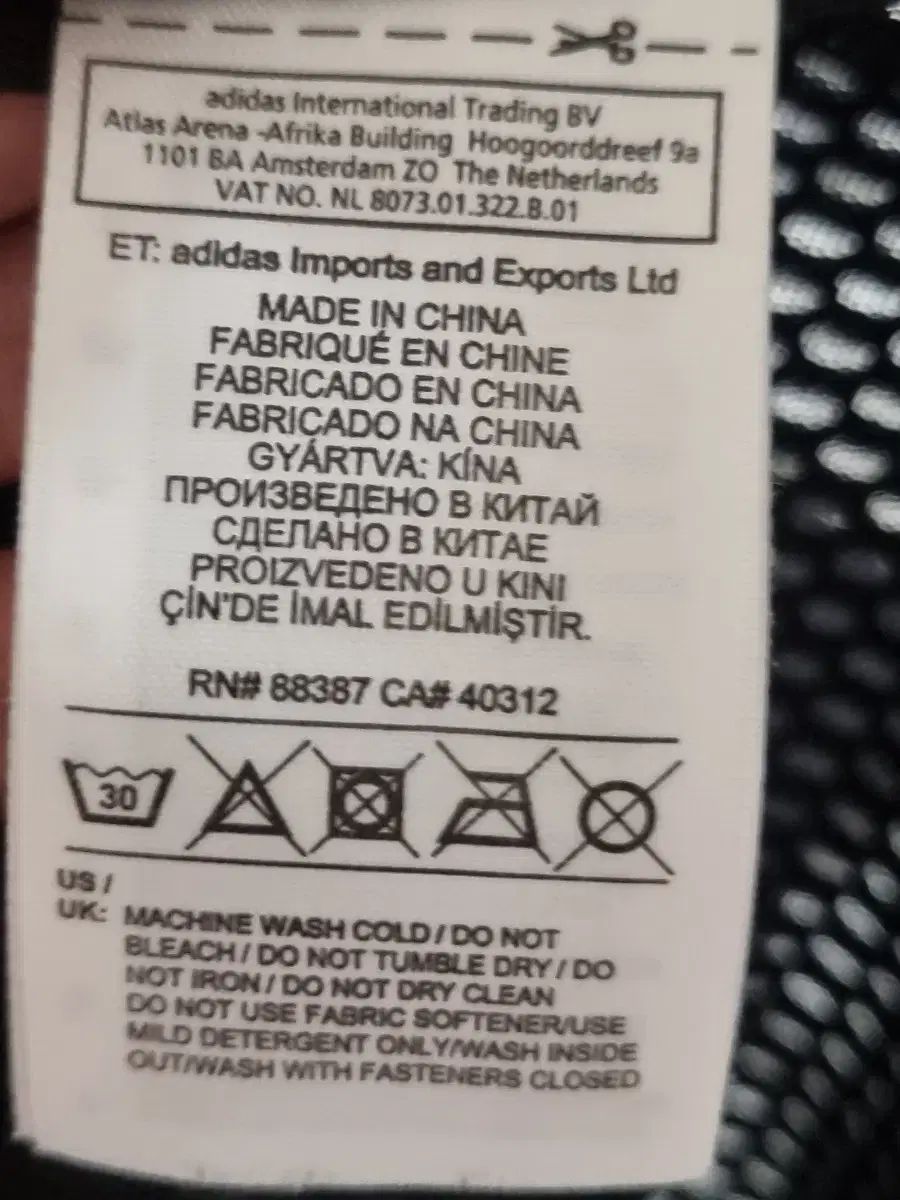 adidas International Trading BV
Atlas Arena -Afrika Building Hoogoorddreef 9a
1101 BA Amsterdam ZO The Netherlands
VAT NO. NL 8073.01.322.B.01
ET: adidas Imports and Exports Ltd
MADE IN CHINA
FABRIQUÉ EN CHINE
FABRICADO EN CHINA
FABRICADO NA CHINA
GYÁRTVA: KÍNA
ПРОИЗВЕДЕНО В КИТАЙ
СДЕЛАНО В КИТАЕ
PROIZVEDENO U KINI
ÇİN'DE İMAL EDİLMİŞTİR.
RN# 88387 CA# 40312
30
US /
UK: MACHINE WASH COLD / DO NOT
BLEACH / DO NOT TUMBLE DRY / DO
NOT IRON / DO NOT DRY CLEAN
DO NOT USE FABRIC SOFTENER/USE
MILD DETERGENT ONLY/WASH INSIDE
OUT/WASH WITH FASTENERS CLOSED